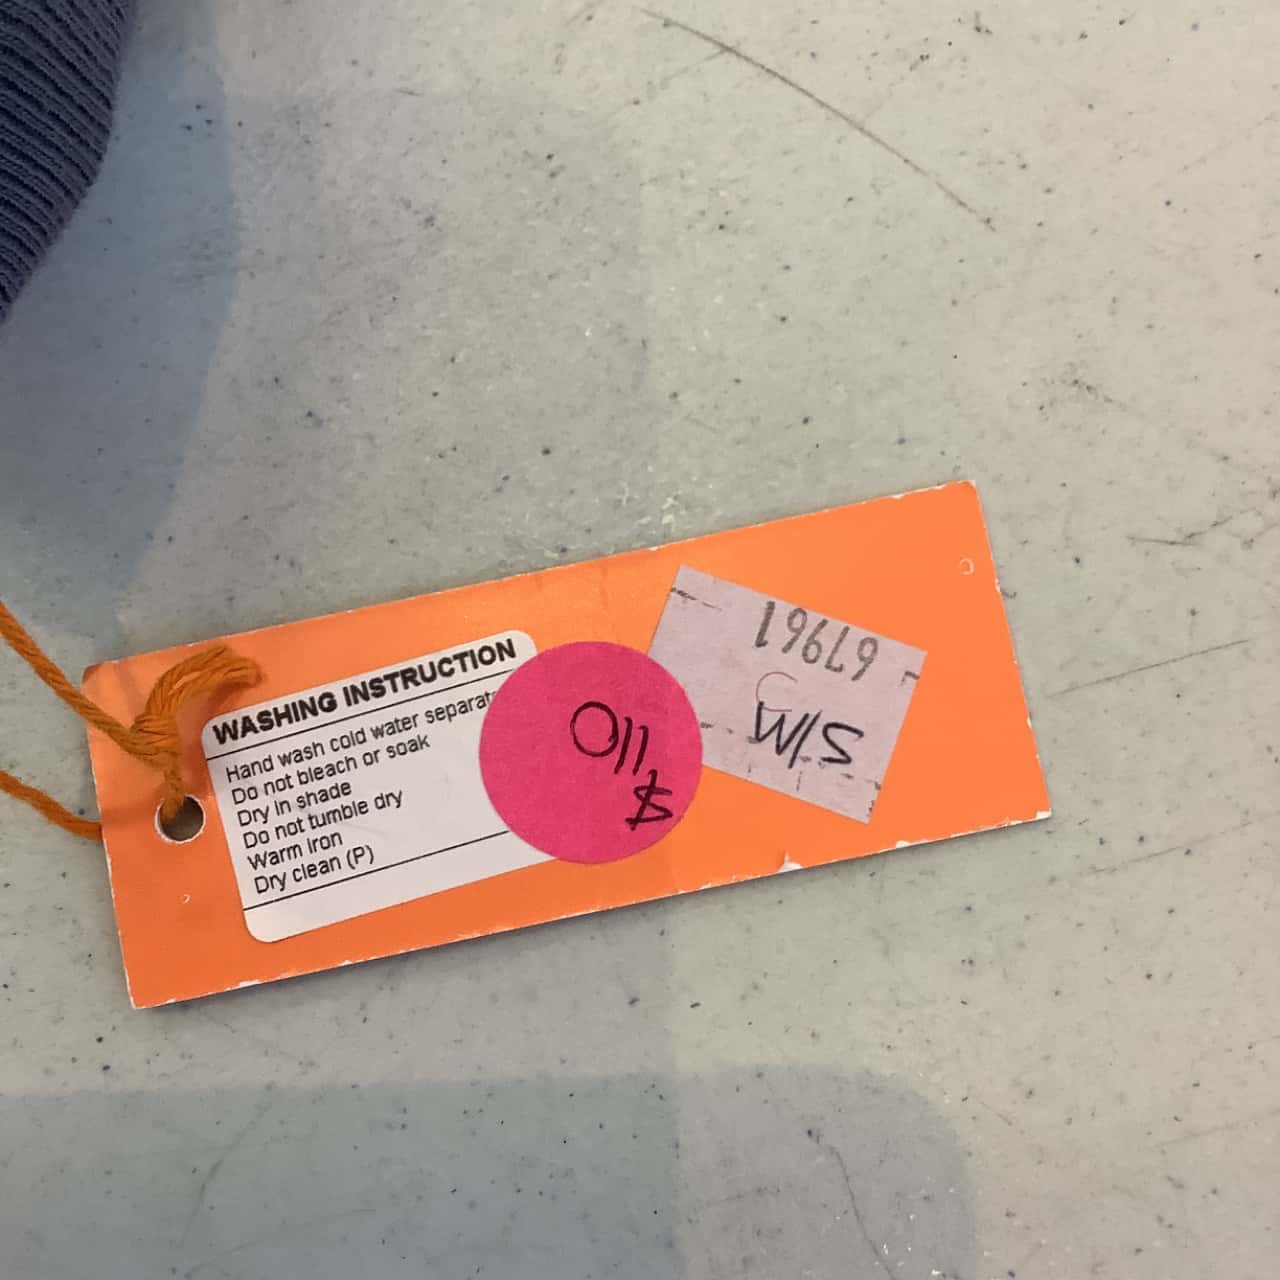 WASHING INSTRUCTION
Hand wash cold water separat
Do not bleach or soak
Dry in shade
Do not tumble dry
Warm Iron
Dry clean (P)
$110
S/M
67961